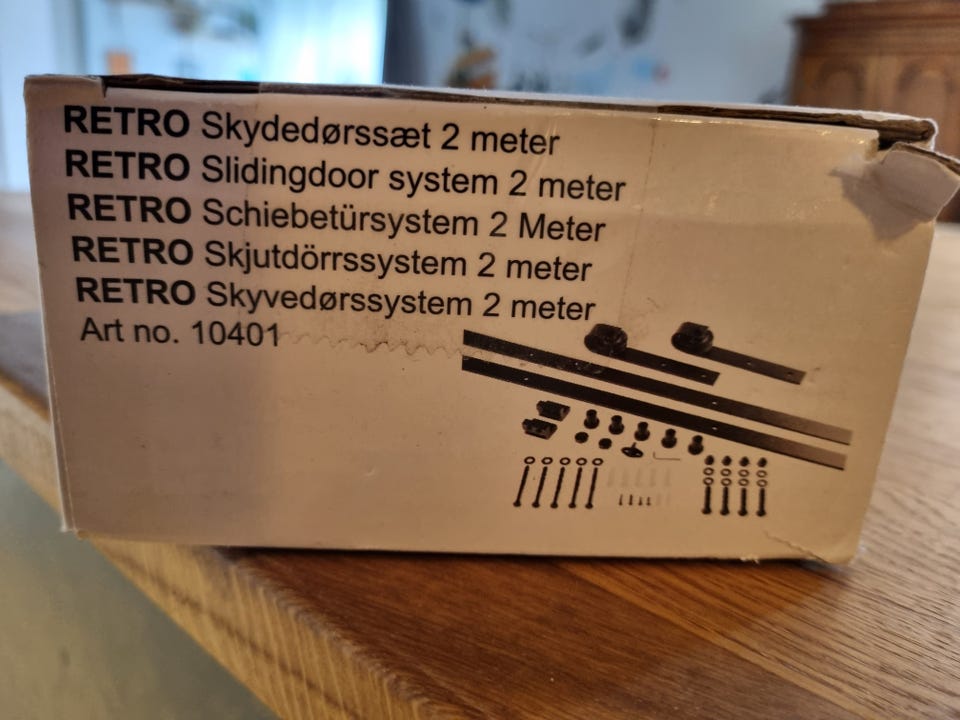 RETRO Skydedørssæt 2 meter
RETRO Slidingdoor system 2 meter
RETRO Schiebetürsystem 2 Meter
RETRO Skjutdörrssystem 2 meter
RETRO Skyvedørssystem 2 meter
Art no. 10401